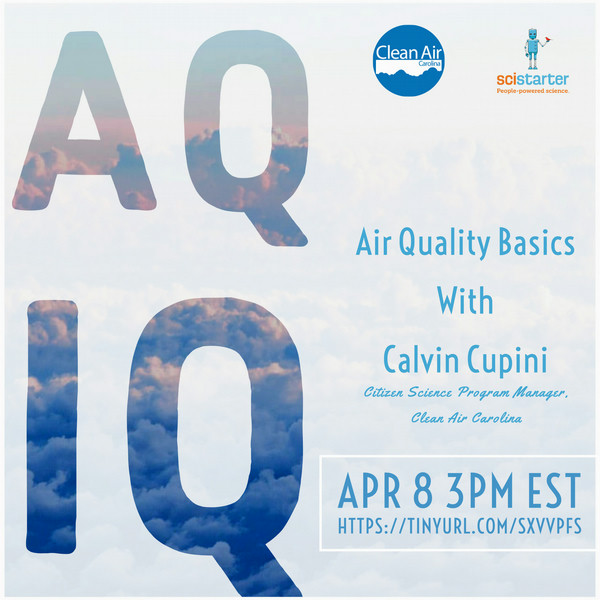 AQ
IQ
Clean Air
Carolina
scistarter
People-powered science.
Air Quality Basics
With
Calvin Cupini
Citizen Science Program Manager,
Clean Air Carolina
APR 8 3PM EST
HTTPS://TINYURL.COM/SXVVPFS